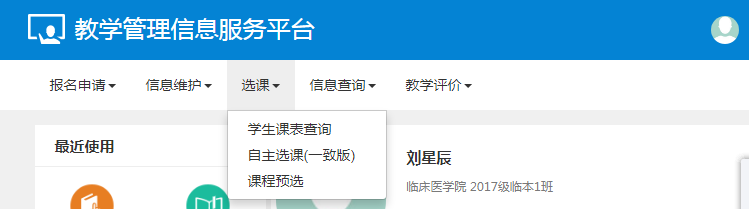 教学管理信息服务平台
报名申请 信息维护 选课 信息查询 教学评价
学生课表查询
自主选课(一致版)
课程预选
最近使用
刘星辰
临床医学院 2017级临本1班